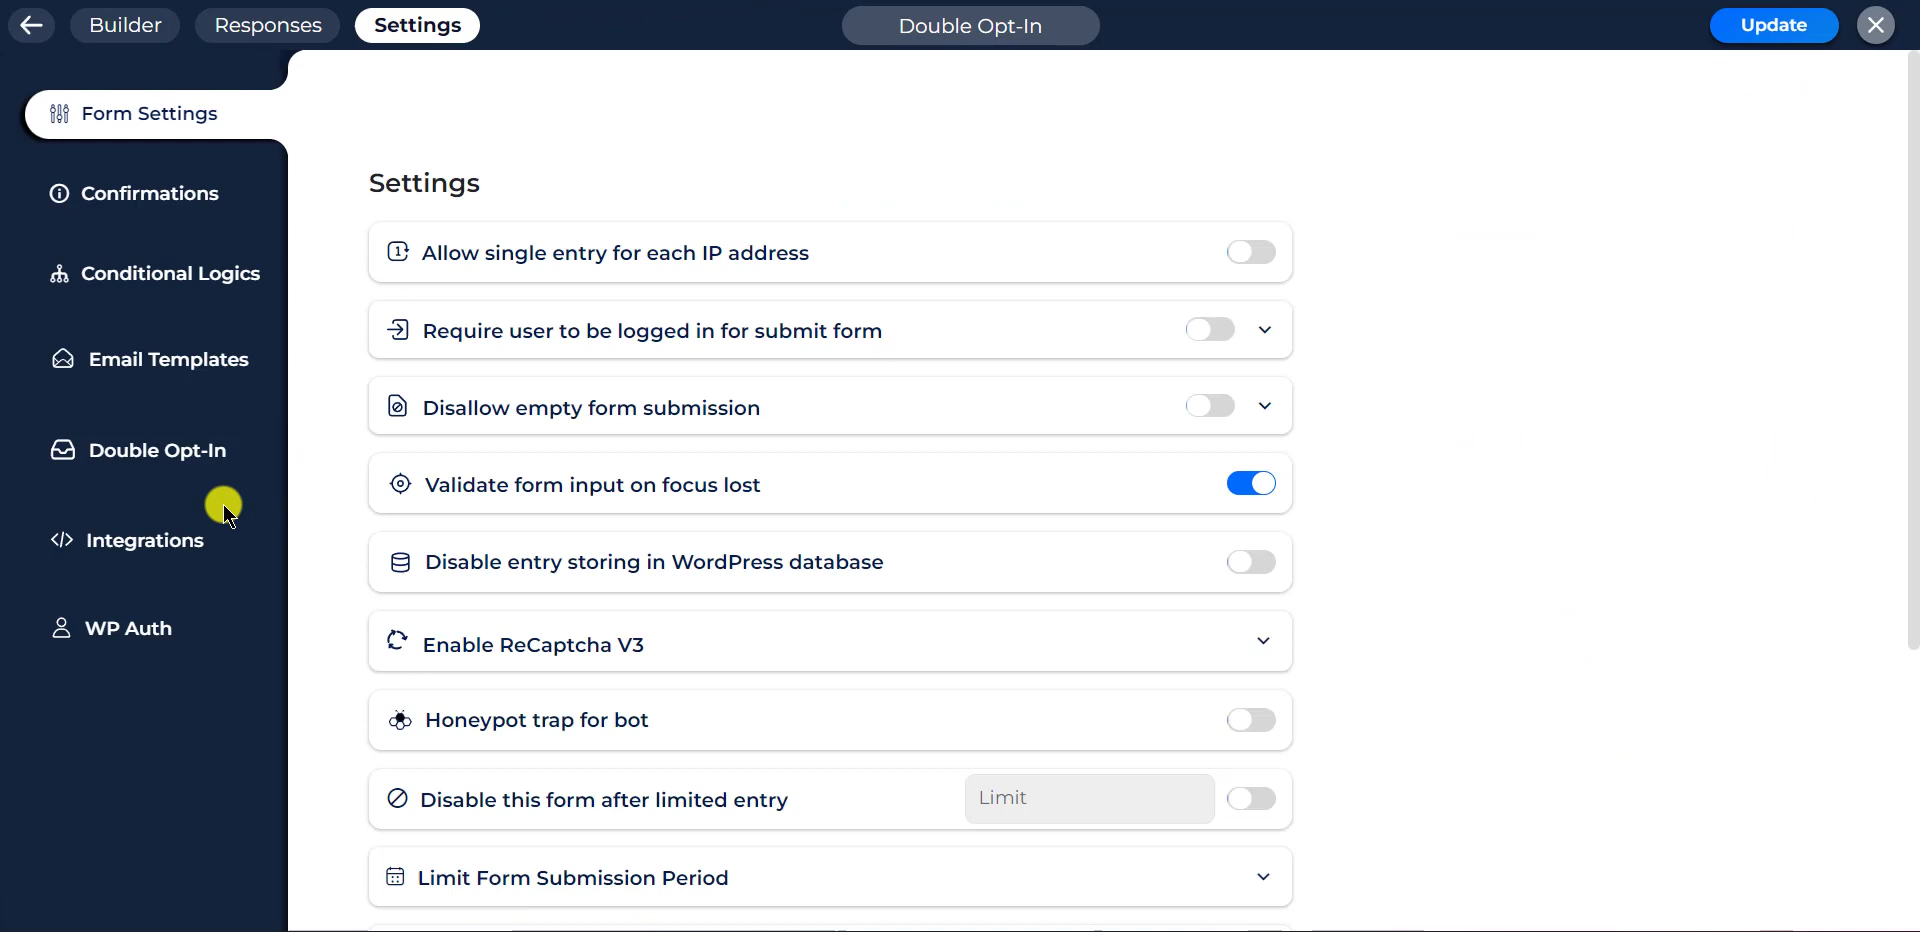 Builder
Responses
Settings
Double Opt-In
Update
Form Settings
Confirmations
Conditional Logics
Email Templates
Double Opt-In
Integrations
WP Auth
Settings
Allow single entry for each IP address
Require user to be logged in for submit form
Disallow empty form submission
Validate form input on focus lost
Disable entry storing in WordPress database
Enable ReCaptcha V3
Honeypot trap for bot
Disable this form after limited entry
Limit
Limit Form Submission Period